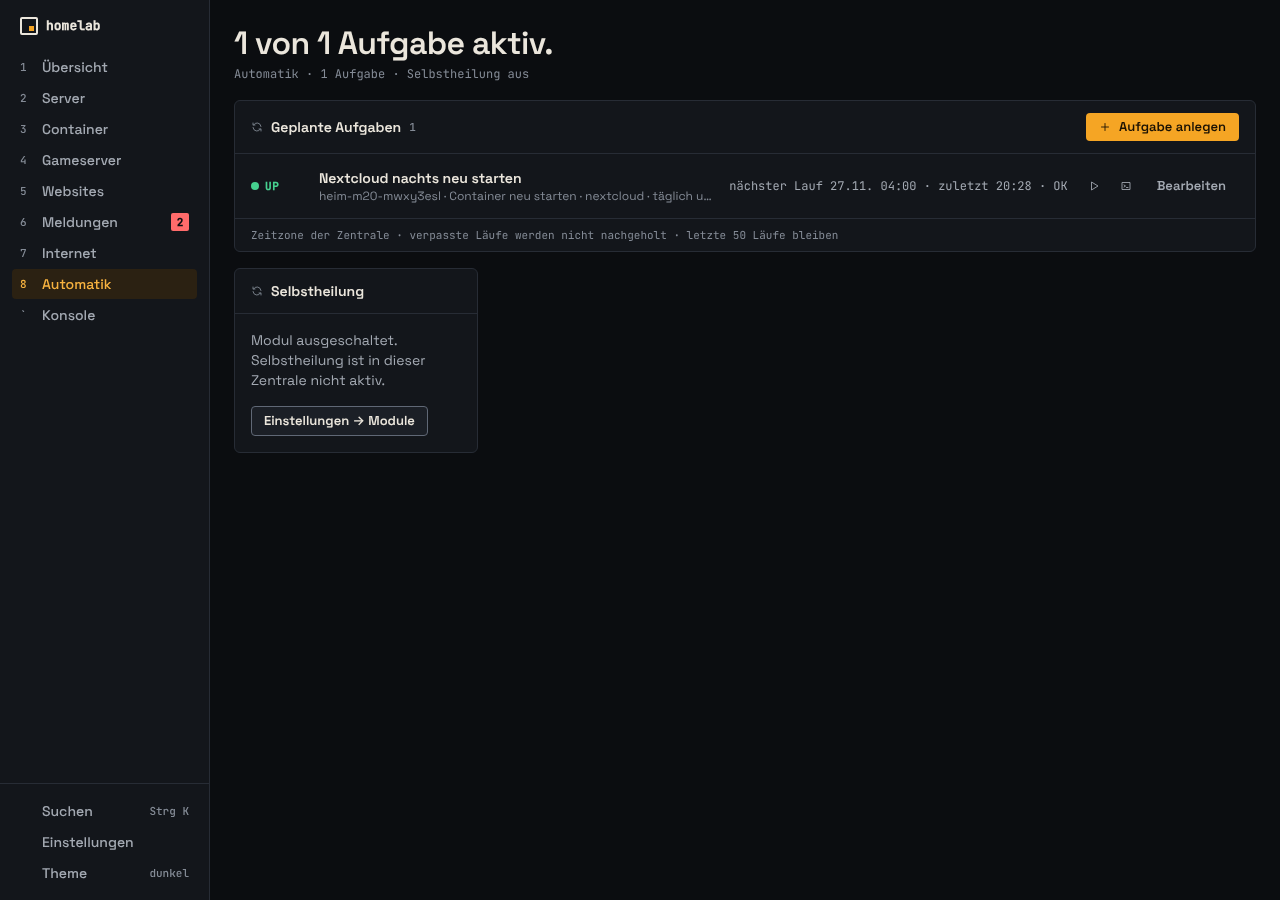 homelab
1 Übersicht
2 Server
3 Container
4 Gameserver
5 Websites
6 Meldungen 2
7 Internet
8 Automatik
` Konsole
Suchen Strg K
Einstellungen
Theme dunkel
1 von 1 Aufgabe aktiv.
Automatik · 1 Aufgabe · Selbstheilung aus
Geplante Aufgaben 1
+ Aufgabe anlegen
UP
Nextcloud nachts neu starten
heim-m20-mwxy3esl · Container neu starten · nextcloud · täglich u…
nächster Lauf 27.11. 04:00 · zuletzt 20:28 · OK
Bearbeiten
Zeitzone der Zentrale · verpasste Läufe werden nicht nachgeholt · letzte 50 Läufe bleiben
Selbstheilung
Modul ausgeschaltet.
Selbstheilung ist in dieser
Zentrale nicht aktiv.
Einstellungen → Module